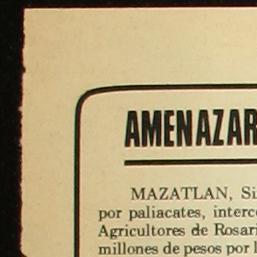 AMENAZAR
MAZATLAN, Si
por paliacates, interc
Agricultores de Rosari
millones de pesos por l